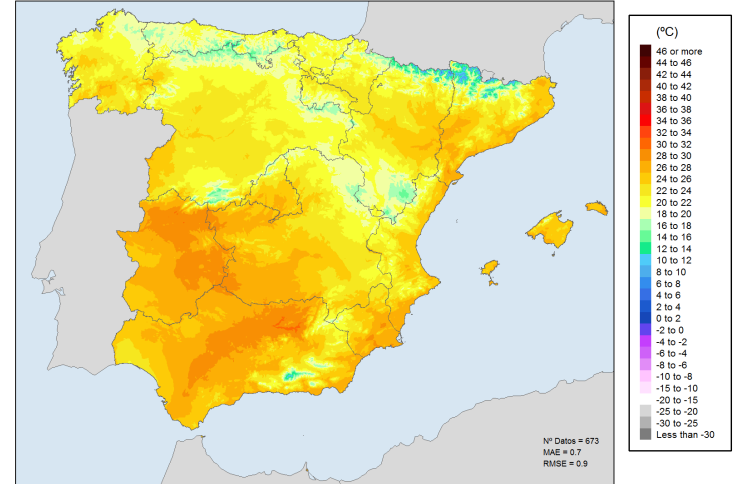 (ºC)
46 or more
44 to 46
42 to 44
40 to 42
38 to 40
36 to 38
34 to 36
32 to 34
30 to 32
28 to 30
26 to 28
24 to 26
22 to 24
20 to 22
18 to 20
16 to 18
14 to 16
12 to 14
10 to 12
8 to 10
6 to 8
4 to 6
2 to 4
0 to 2
-2 to 0
-4 to -2
-6 to -4
-8 to -6
-10 to -8
-15 to -10
-20 to -15
-25 to -20
-30 to -25
Less than -30
Nº Datos = 673
MAE = 0.7
RMSE = 0.9